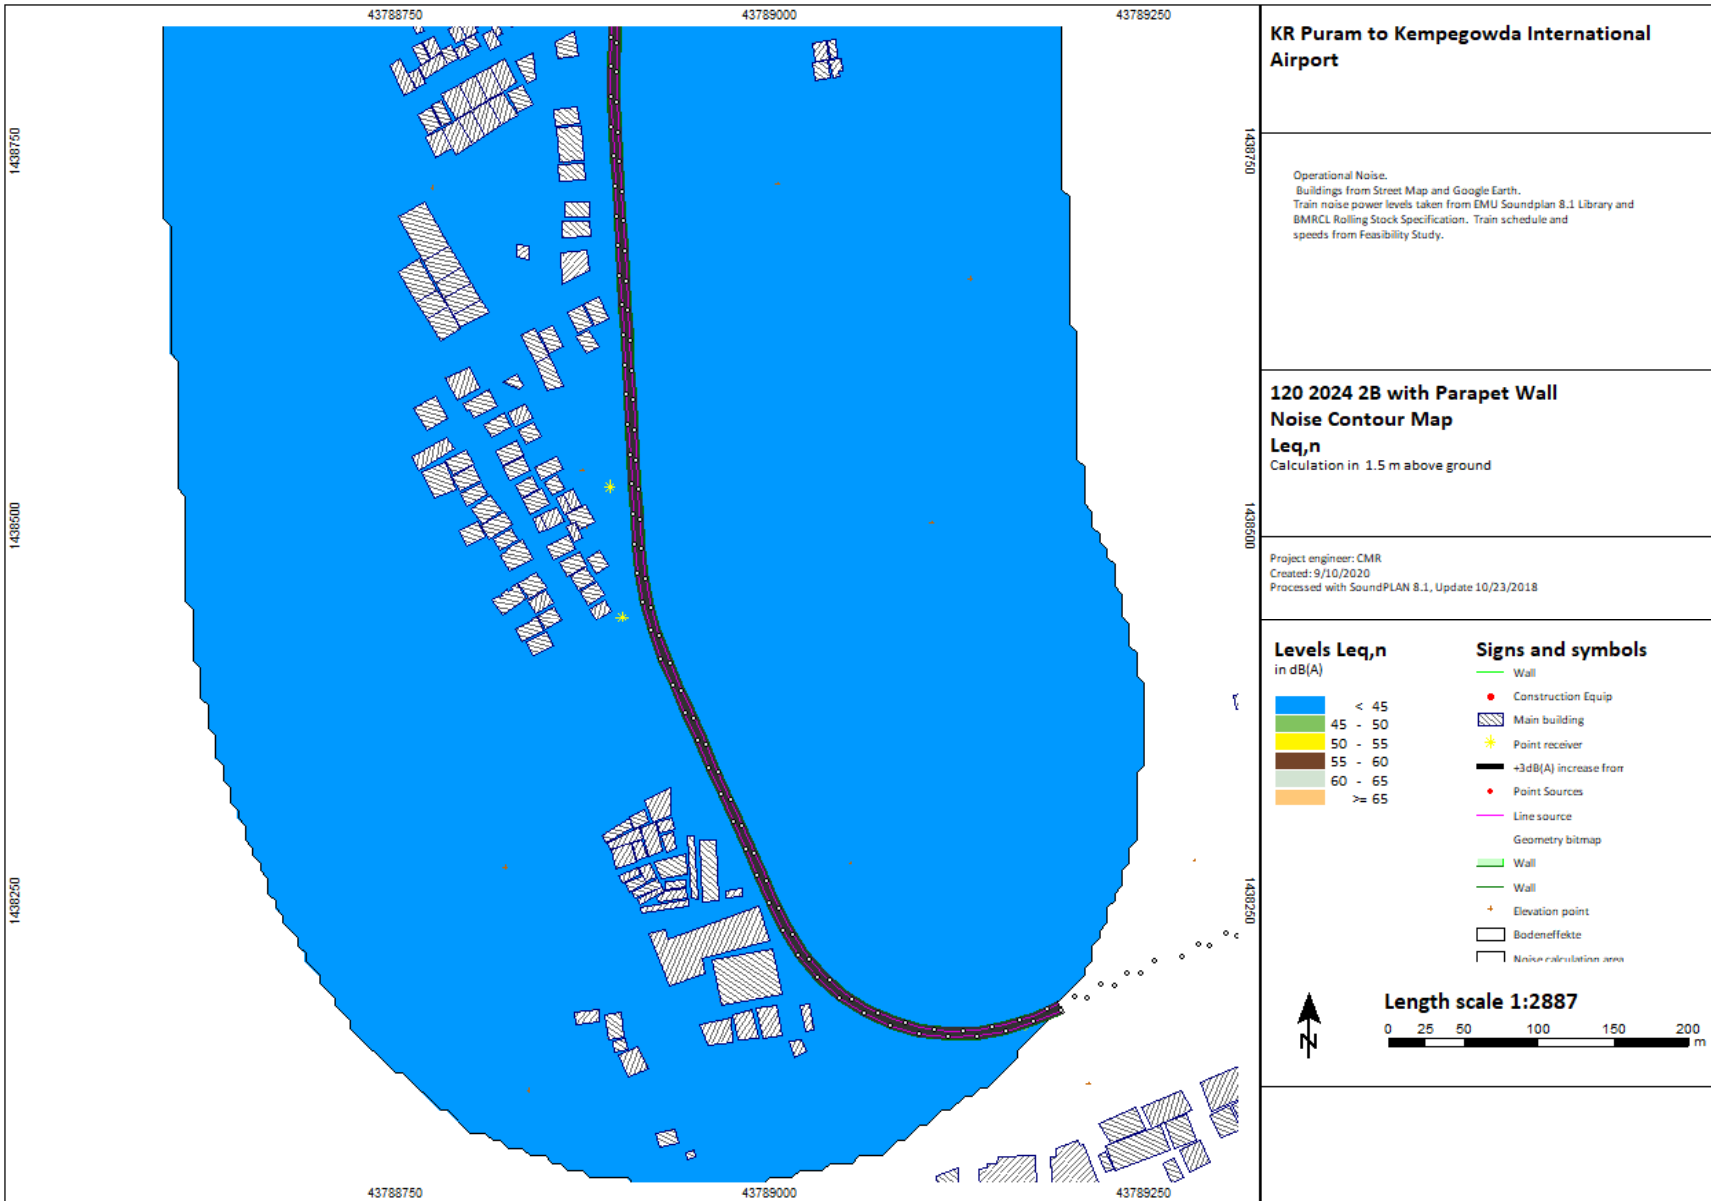 43788750
43789000
43789250
1438750
1438500
1438250
1438750
1438500
1438250
43788750
43789000
43789250
KR Puram to Kempegowda International
Airport
Operational Noise.
Buildings from Street Map and Google Earth.
Train noise power levels taken from EMU Soundplan 8.1 Library and
BMRCL Rolling Stock Specification. Train schedule and
speeds from Feasibility Study.
120 2024 2B with Parapet Wall
Noise Contour Map
Leq,n
Calculation in 1.5 m above ground
Project engineer: CMR
Created: 9/10/2020
Processed with SoundPLAN 8.1, Update 10/23/2018
Levels Leq,n
in dB(A)
< 45
45 - 50
50 - 55
55 - 60
60 - 65
>= 65
Signs and symbols
Wall
Construction Equip
Main building
Point receiver
+3dB(A) increase from
Point Sources
Line source
Geometry bitmap
Wall
Wall
Elevation point
Bodeneffekte
Noise calculation area
N
Length scale 1:2887
0 25 50 100 150 200
m